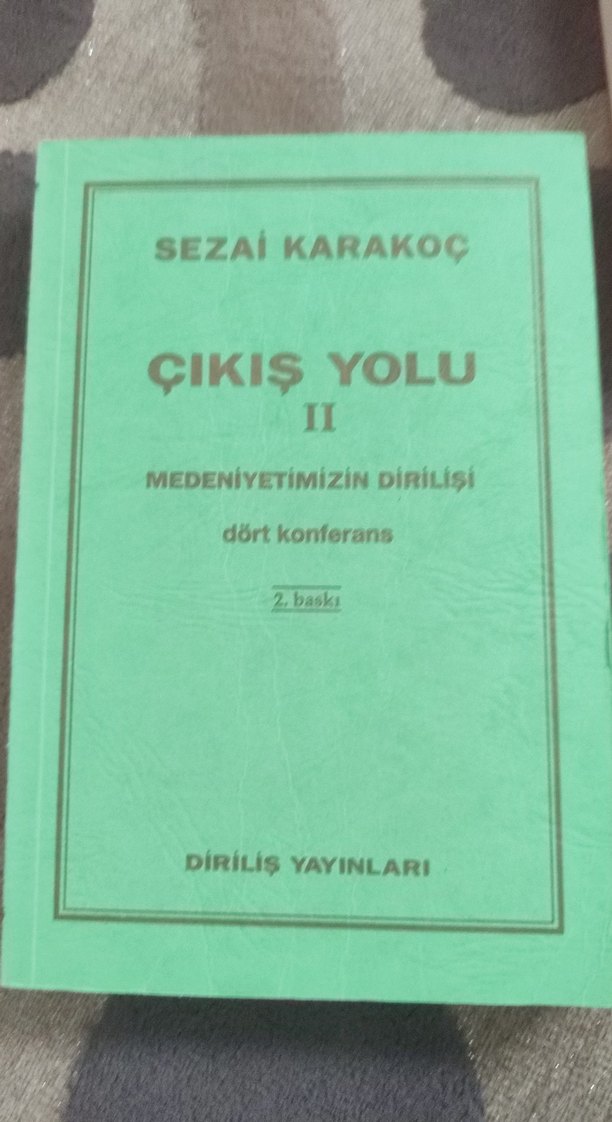 SEZAİ KARAKOÇ
ÇIKIŞ YOLU
II
MEDENİYETİMİZİN DİRİLİŞİ
dört konferans
2. baskı
DİRİLİŞ YAYINLARI